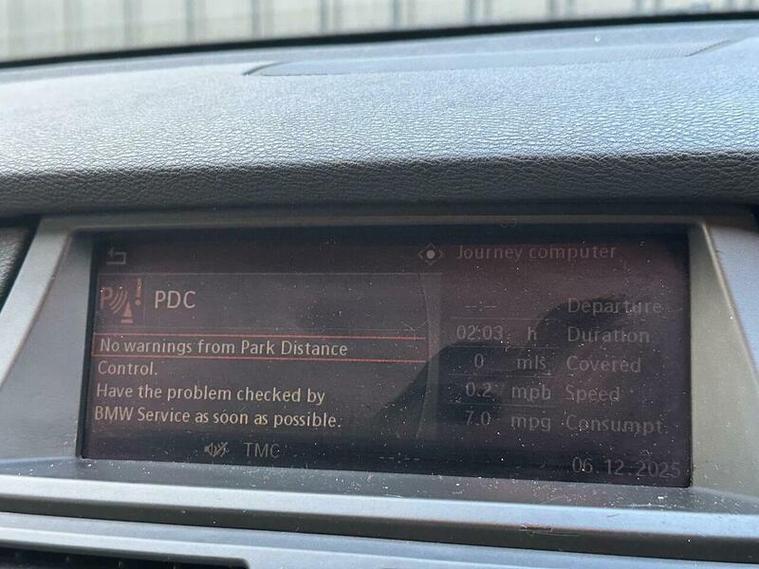 Journey computer
PDC
No warnings from Park Distance
Control.
Have the problem checked by
BMW Service as soon as possible.
--:-- Departure
02:03 h Duration
0 mls Covered
0.2 mph Speed
7.0 mpg Consumpt.
TMC
--:-- 06.12.2025